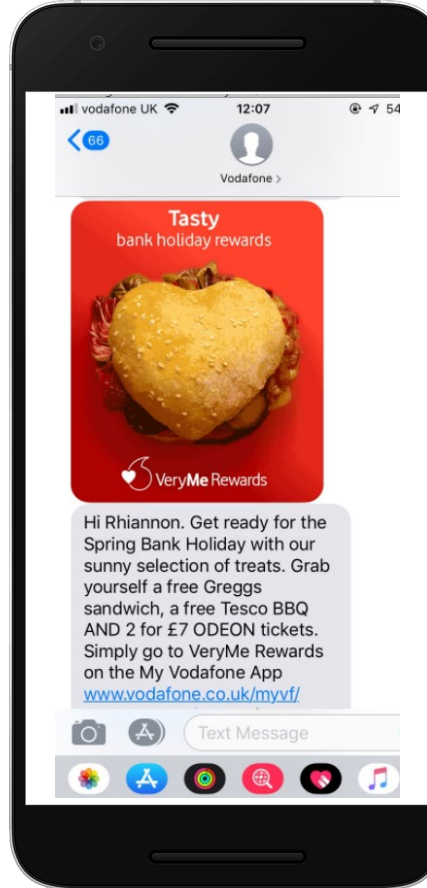 vodafone UK 12:07 54
66
Vodafone >
Tasty
bank holiday rewards
VeryMe Rewards
Hi Rhiannon. Get ready for the
Spring Bank Holiday with our
sunny selection of treats. Grab
yourself a free Greggs
sandwich, a free Tesco BBQ
AND 2 for £7 ODEON tickets.
Simply go to VeryMe Rewards
on the My Vodafone App
www.vodafone.co.uk/myvf/
Text Message